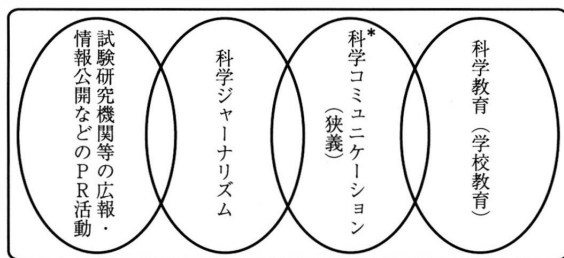 科学教育（学校教育）
*
科学コミュニケーション
（狭義）
科学ジャーナリズム
試験研究機関等の広報・
情報公開などのＰＲ活動